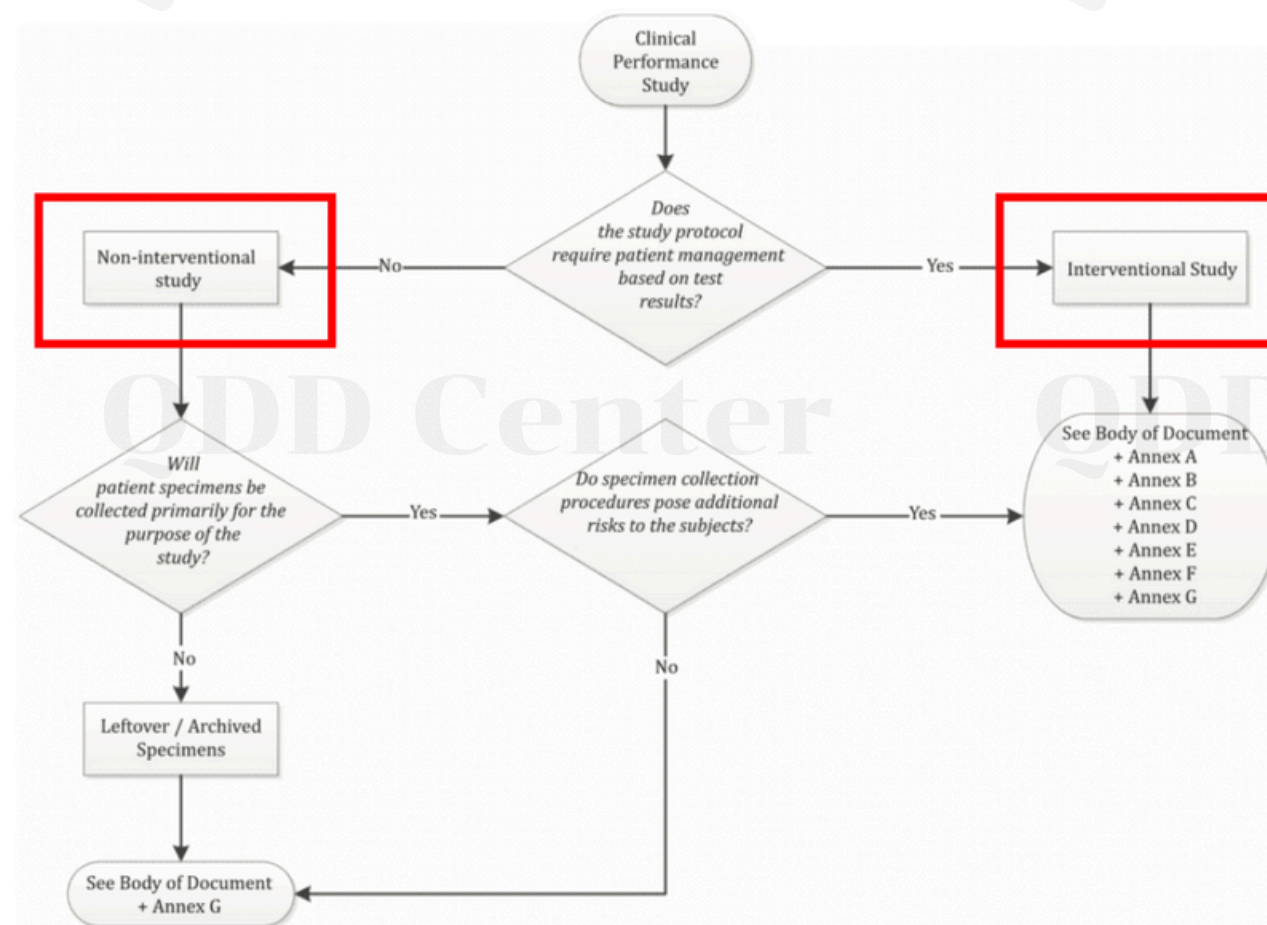 Clinical
Performance
Study
Does
the study protocol
require patient management
based on test
results?
No
Yes
Non-interventional
study
Interventional Study
QDD Center
QDD
Will
patient specimens be
collected primarily for the
purpose of the
study?
Yes
Do specimen collection
procedures pose additional
risks to the subjects?
Yes
See Body of Document
+ Annex A
+ Annex B
+ Annex C
+ Annex D
+ Annex E
+ Annex F
+ Annex G
No
No
Leftover / Archived
Specimens
See Body of Document
+ Annex G